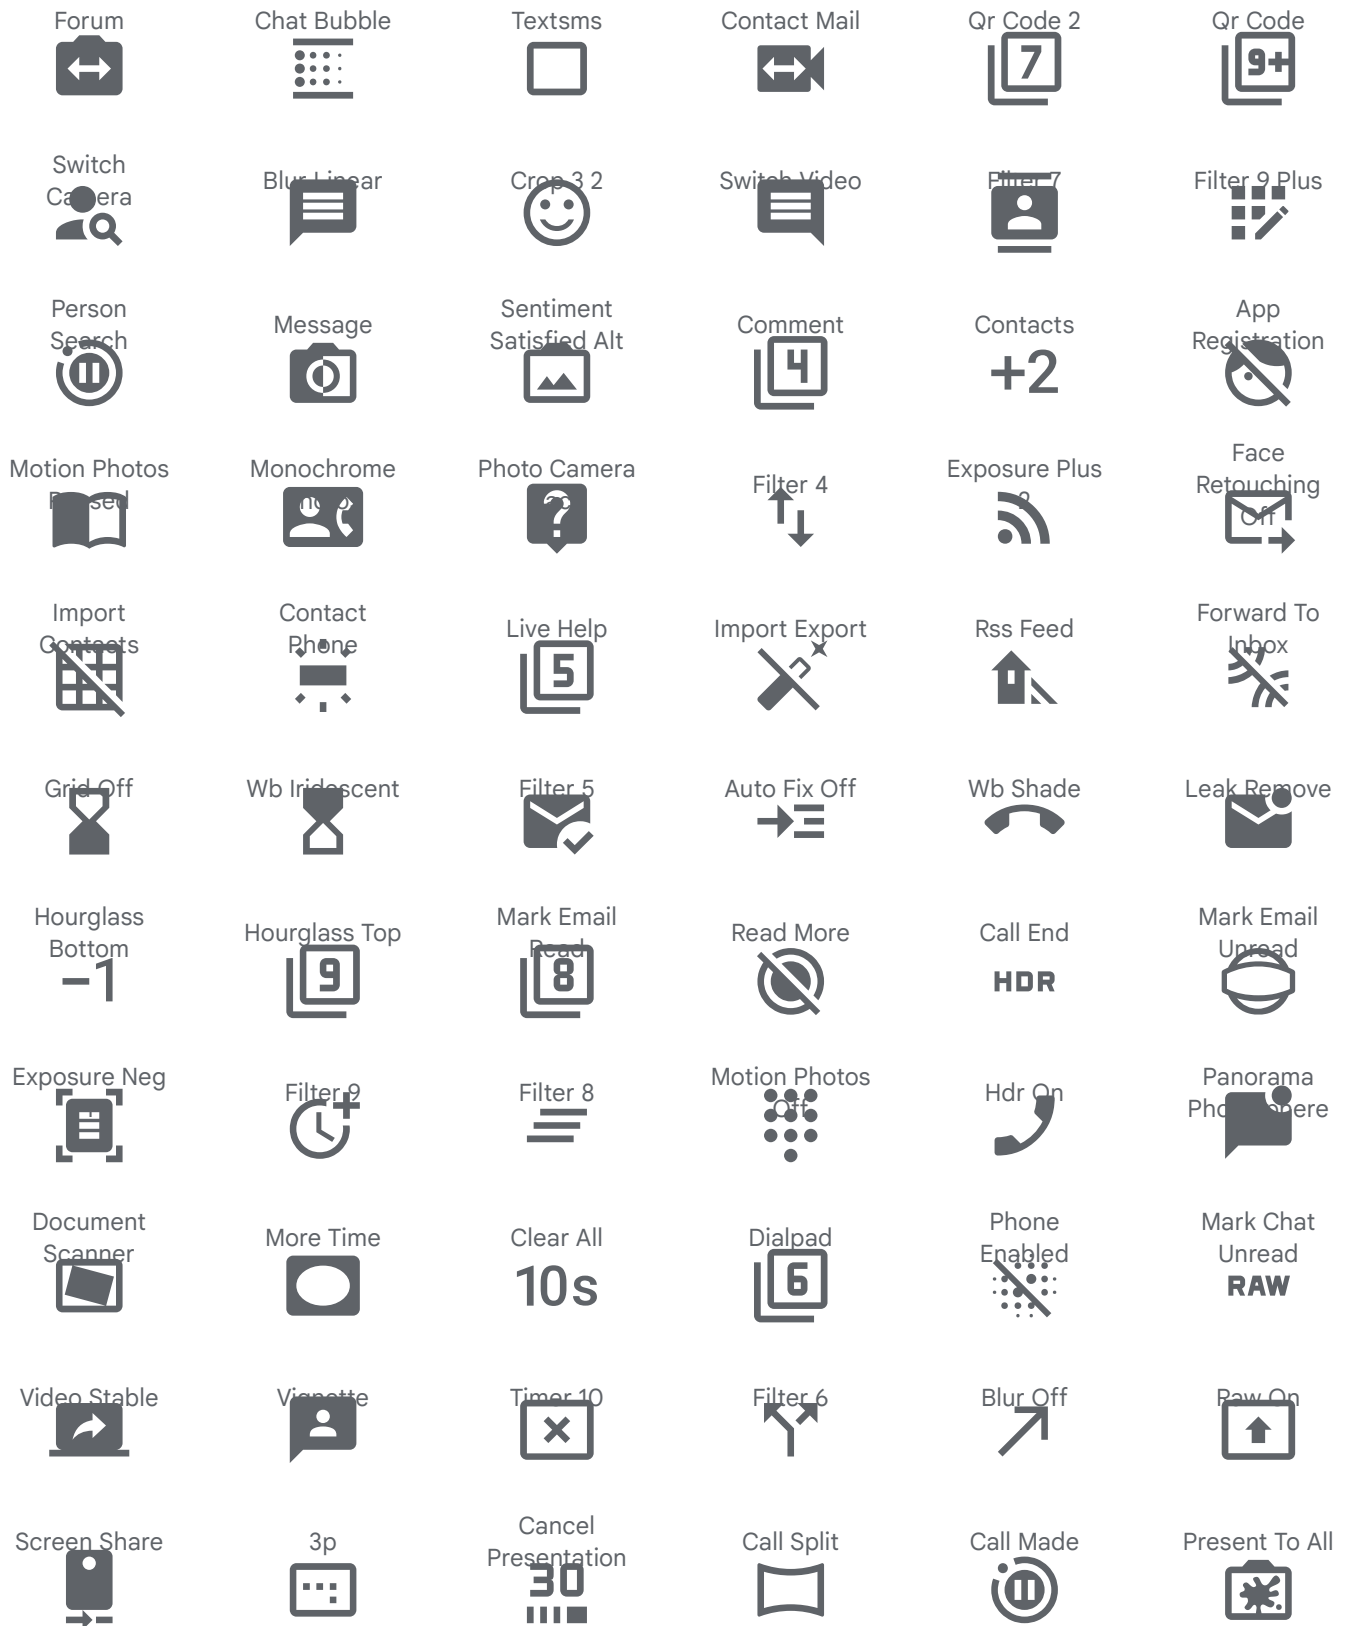 Forum Chat Bubble Textsms Contact Mail Qr Code 2 Qr Code
7 9+
Switch
Camera Blur Linear Crop 3 2 Switch Video Filter 7 Filter 9 Plus
Person Sentiment App
Search Message Satisfied Alt Comment Contacts Registration
4 +2
Motion Photos Monochrome Photo Camera Filter 4 Exposure Plus Face
Paused Photos Back 2 Retouching
? Off
Import Contact Forward To
Contacts Phone Live Help Import Export Rss Feed Inbox
5
Grid Off Wb Iridescent Filter 5 Auto Fix Off Wb Shade Leak Remove
Hourglass Mark Email Mark Email
Bottom Hourglass Top Read Read More Call End Unread
-1 9 8 HDR
Exposure Neg Filter 9 Filter 8 Motion Photos Hdr On Panorama
1 Off Photosphere
Document Phone Mark Chat
Scanner More Time Clear All Dialpad Enabled Unread
10s 6 RAW
Video Stable Vignette Timer 10 Filter 6 Blur Off Raw On
Cancel
Screen Share 3p Presentation Call Split Call Made Present To All
30